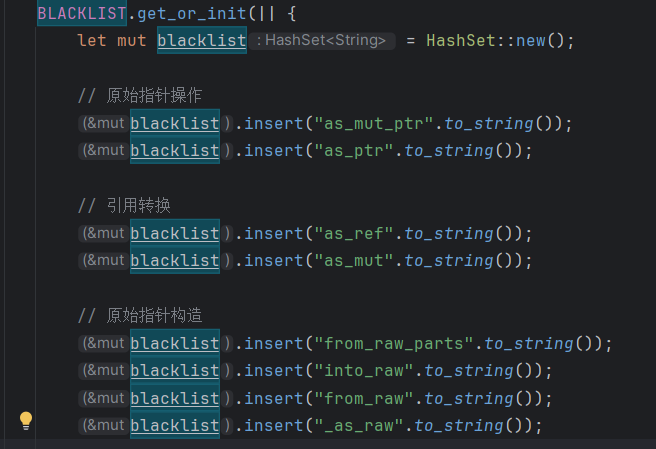 BLACKLIST.get_or_init(|| {
let mut blacklist : HashSet<String> = HashSet::new();
// 原始指针操作
(&mut blacklist).insert("as_mut_ptr".to_string());
(&mut blacklist).insert("as_ptr".to_string());
// 引用转换
(&mut blacklist).insert("as_ref".to_string());
(&mut blacklist).insert("as_mut".to_string());
// 原始指针构造
(&mut blacklist).insert("from_raw_parts".to_string());
(&mut blacklist).insert("into_raw".to_string());
(&mut blacklist).insert("from_raw".to_string());
(&mut blacklist).insert("_as_raw".to_string());